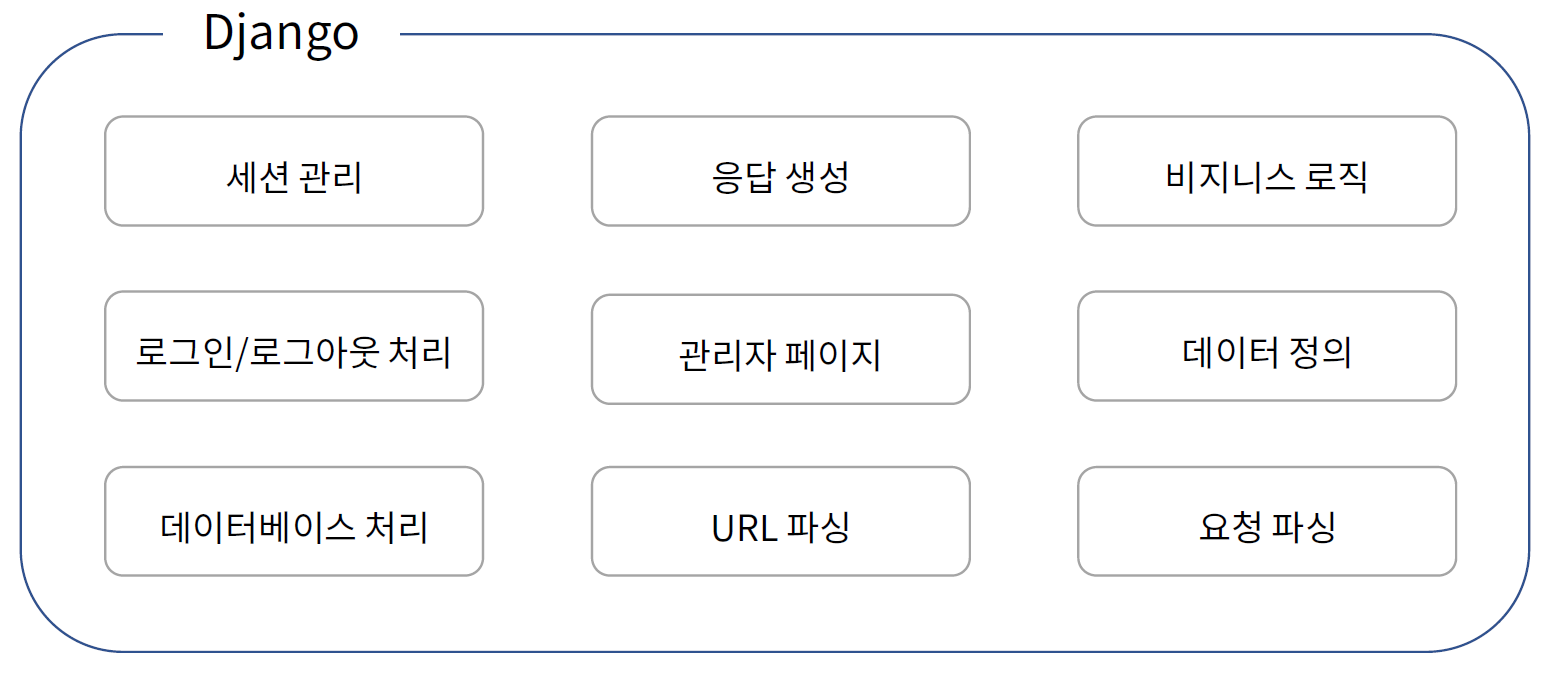 Django
세션 관리
응답 생성
비지니스 로직
로그인/로그아웃 처리
관리자 페이지
데이터 정의
데이터베이스 처리
URL 파싱
요청 파싱